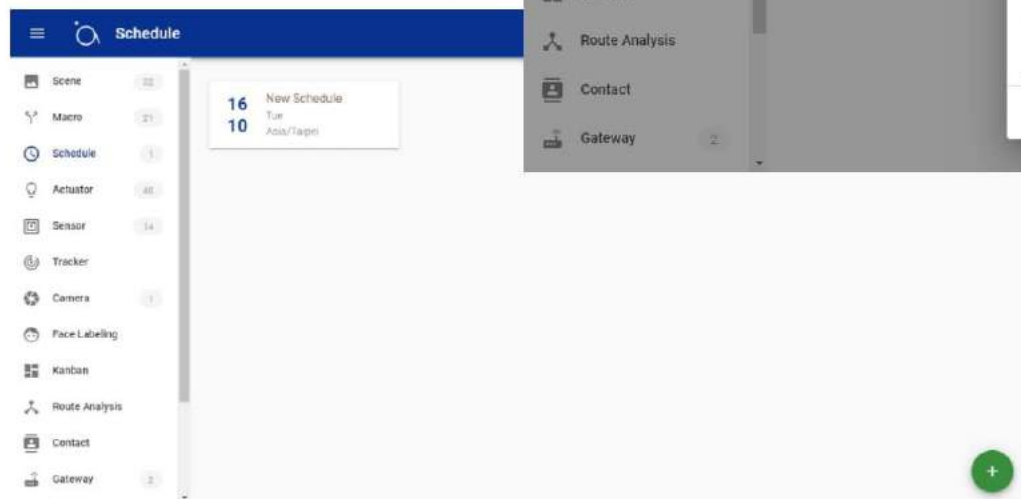 Schedule
Scene 22
Macro 21
Schedule 1
Actuator
Sensor 14
Tracker
Camera 1
Face Labeling
Kanban
Route Analysis
Contact
Gateway 2
16
10
New Schedule
Tue
Asia/Taipei
Route Analysis
Contact
Gateway 2
+